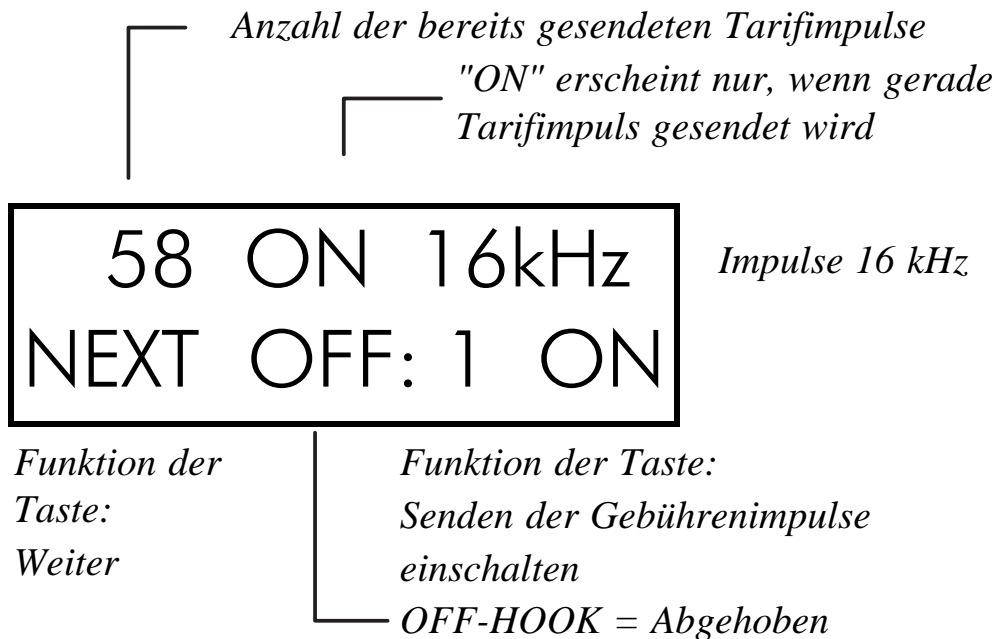 Anzahl der bereits gesendeten Tarifimpulse
"ON" erscheint nur, wenn gerade
Tarifimpuls gesendet wird
58 ON 16kHz
Impulse 16 kHz
NEXT OFF: 1 ON
Funktion der
Taste:
Weiter
Funktion der Taste:
Senden der Gebührenimpulse
einschalten
OFF-HOOK = Abgehoben